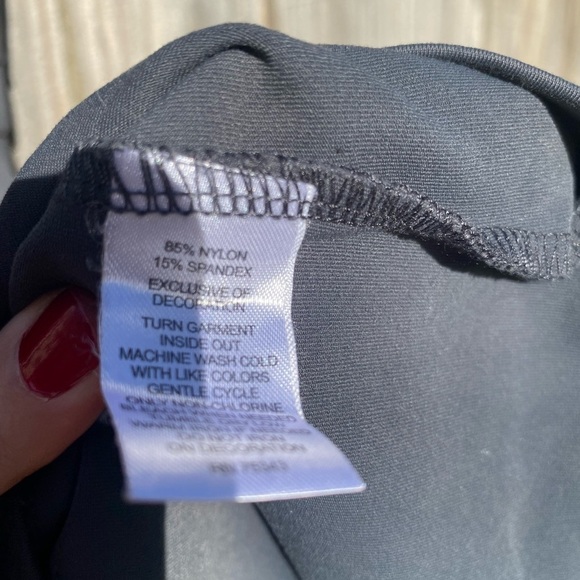 85% NYLON
15% SPANDEX
EXCLUSIVE OF
DECORATION
TURN GARMENT
INSIDE OUT
MACHINE WASH COLD
WITH LIKE COLORS
GENTLE CYCLE
ONLY NON-CHLORINE
BLEACH
DO NOT IRON
ON DECORATION